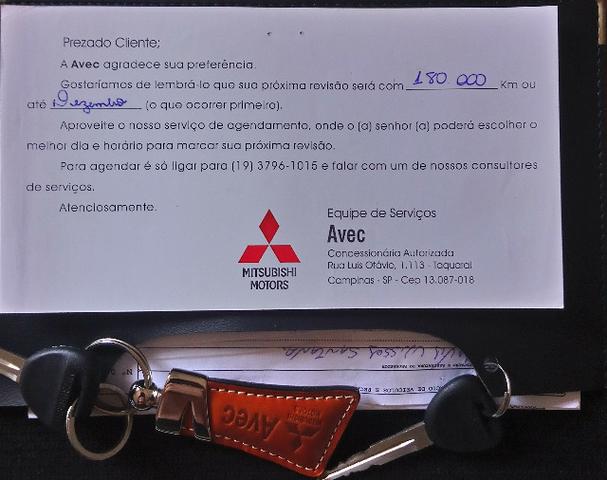 Prezado Cliente;
A Avec agradece sua preferência.
Gostaríamos de lembrá-lo que sua próxima revisão será com 180 000 Km ou
até Dezembro (o que ocorrer primeiro).
Aproveite o nosso serviço de agendamento, onde o (a) senhor (a) poderá escolher o
melhor dia e horário para marcar sua próxima revisão.
Para agendar é só ligar para (19) 3796-1015 e falar com um de nossos consultores
de serviços.
Atenciosamente.
MITSUBISHI
MOTORS
Equipe de Serviços
Avec
Concessionária Autorizada
Rua Luis Otávio, 1.113 - Taquaral
Campinas - SP - Cep 13.087-018
Avec
MITSUBISHI
MOTORS